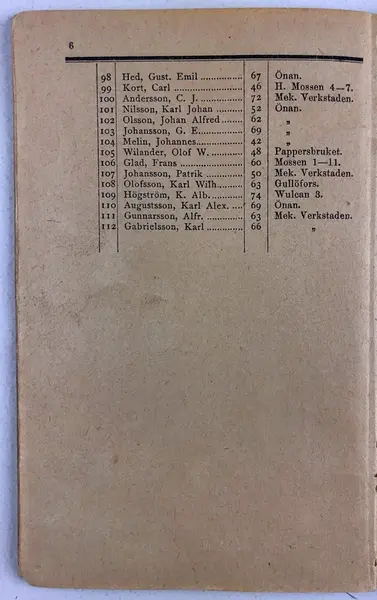 6
98 Hed, Gust. Emil ................ 67 Önan.
99 Kort, Carl ........................ 46 H. Mossen 4—7.
100 Andersson, C. J. ............... 72 Mek. Verkstaden.
101 Nilsson, Karl Johan .......... 52 Önan.
102 Olsson, Johan Alfred ........ 62 „
103 Johansson, G. E. .............. 69 „
104 Melin, Johannes ............... 42 „
105 Wilander, Olof W. ............ 48 Pappersbruket.
106 Glad, Frans ..................... 60 Mossen 1—11.
107 Johansson, Patrik ............. 50 Mek. Verkstaden.
108 Olofsson, Karl Wilh. ......... 63 Gullöfors.
109 Högström, K. Alb. ............ 74 Wulcan 3.
110 Augustsson, Karl Alex. .... 69 Önan.
111 Gunnarsson, Alfr. ............. 63 Mek. Verkstaden.
112 Gabrielsson, Karl ............. 66 „